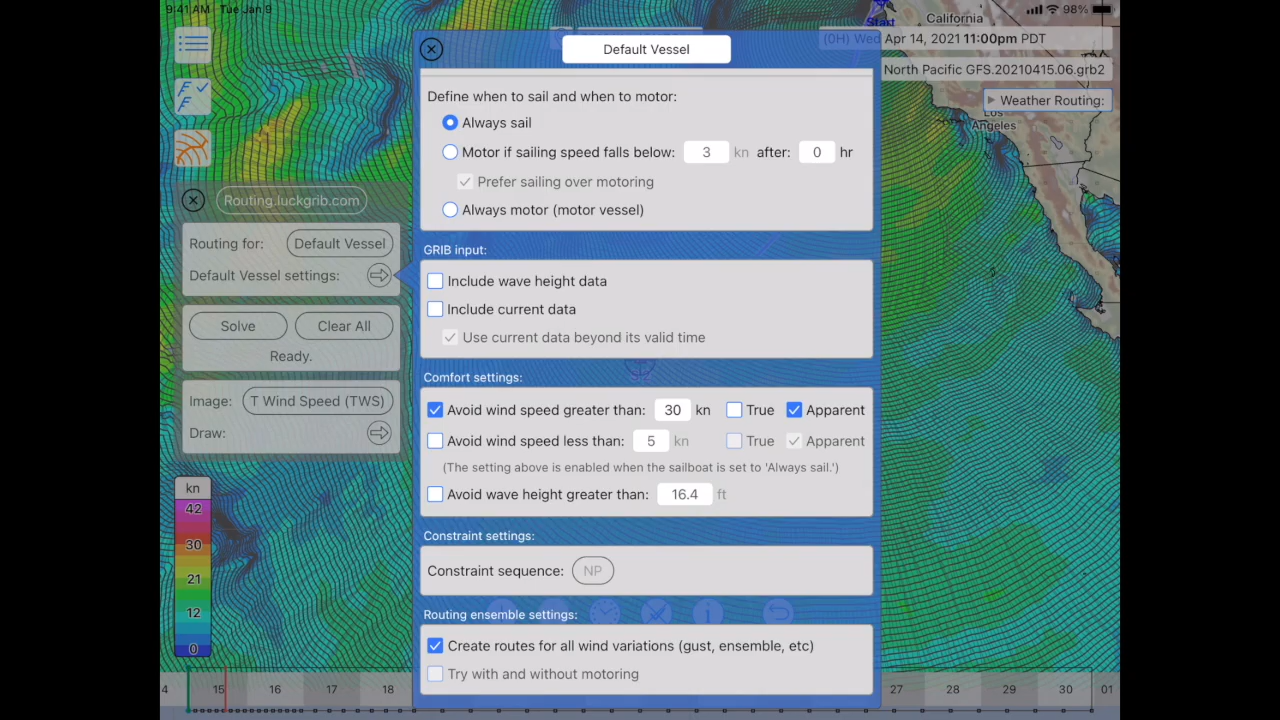 9:41 AM Tue Jan 9
98%
Start
California
(0H) Wed Apr 14, 2021 11:00pm PDT
North Pacific GFS.20210415.06.grb2
Weather Routing:
Los
Angeles
Default Vessel
Define when to sail and when to motor:
Always sail
Motor if sailing speed falls below: 3 kn after: 0 hr
Prefer sailing over motoring
Always motor (motor vessel)
Routing.luckgrib.com
Routing for: Default Vessel
Default Vessel settings:
Solve Clear All
Ready.
Image: T Wind Speed (TWS)
Draw:
GRIB input:
Include wave height data
Include current data
Use current data beyond its valid time
Comfort settings:
Avoid wind speed greater than: 30 kn True Apparent
Avoid wind speed less than: 5 kn True Apparent
(The setting above is enabled when the sailboat is set to 'Always sail.')
Avoid wave height greater than: 16.4 ft
Constraint settings:
Constraint sequence: NP
Routing ensemble settings:
Create routes for all wind variations (gust, ensemble, etc)
Try with and without motoring
kn
42
30
21
12
0
4 15 16 17 18 27 28 29 30 01